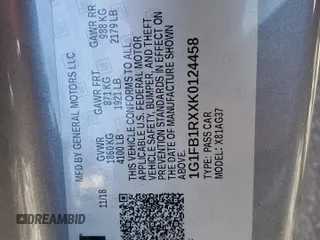 MFD BY GENERAL MOTORS LLC
11/18
GVWR
1860 KG
4100 LB
GAWR FRT
871 KG
1921 LB
GAWR RR
988 KG
2179 LB
THIS VEHICLE CONFORMS TO ALL
APPLICABLE U.S. FEDERAL MOTOR
VEHICLE SAFETY, BUMPER, AND THEFT
PREVENTION STANDARDS IN EFFECT ON
THE DATE OF MANUFACTURE SHOWN
ABOVE.
1G1FB1RXXK0124458
TYPE: PASS CAR
MODEL: X81AG37
DREAMBID